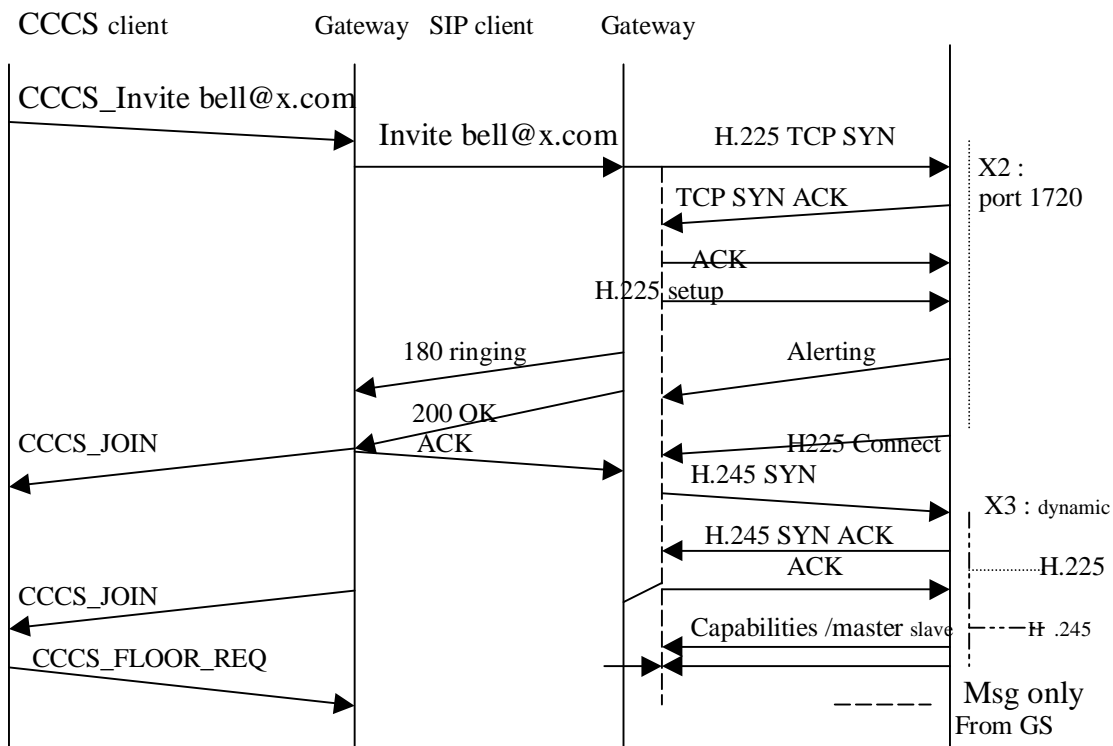 CCCS client
Gateway SIP client
Gateway
CCCS_Invite bell@x.com
Invite bell@x.com
H.225 TCP SYN
X2 :
port 1720
TCP SYN ACK
ACK
H.225 setup
180 ringing
Alerting
200 OK
CCCS_JOIN
ACK
H225 Connect
H.245 SYN
X3 : dynamic
H.245 SYN ACK
ACK
H.225
CCCS_JOIN
Capabilities /master slave
H .245
CCCS_FLOOR_REQ
Msg only
From GS